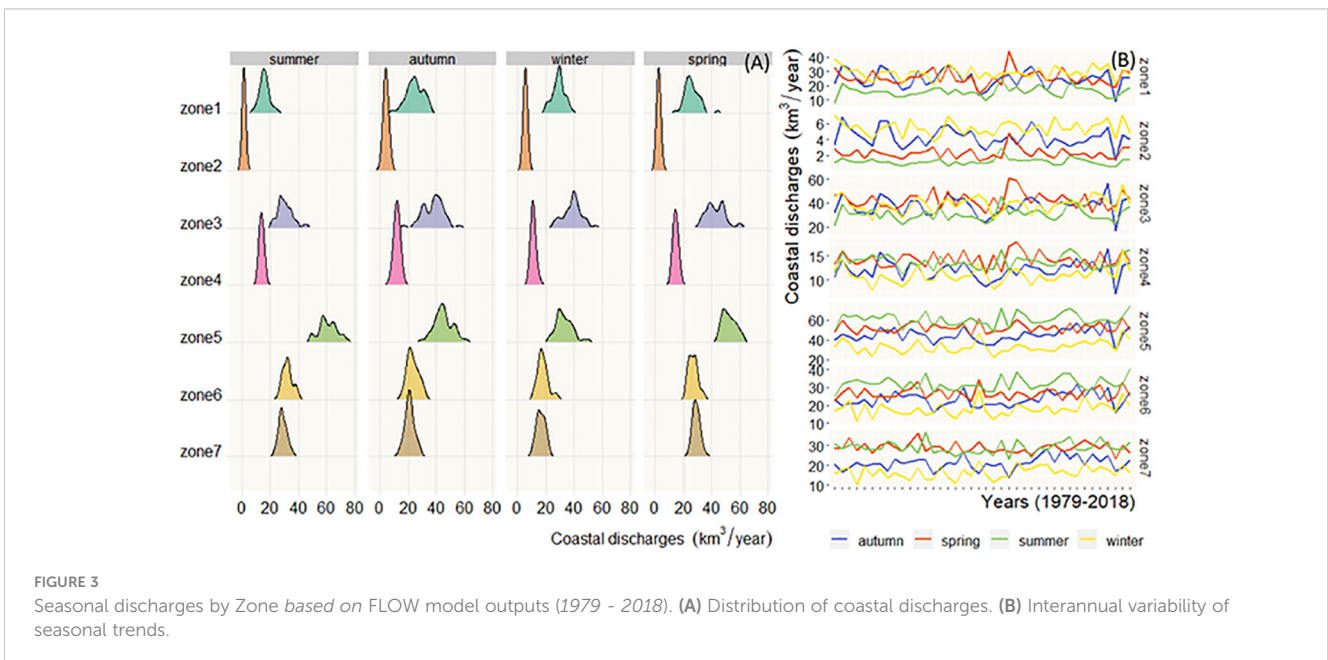 summer autumn winter spring (A)
zone1
zone2
zone3
zone4
zone5
zone6
zone7
0 20 40 60 80 0 20 40 60 80 0 20 40 60 80 0 20 40 60 80
Coastal discharges (km³/year)
(B)
Coastal discharges (km³/year)
40
30
20
10
zone1
6
4
2
zone2
60
40
20
zone3
15
10
zone4
60
40
20
zone5
40
30
20
10
zone6
30
20
10
zone7
Years (1979-2018)
autumn spring summer winter
FIGURE 3
Seasonal discharges by Zone based on FLOW model outputs (1979 - 2018). (A) Distribution of coastal discharges. (B) Interannual variability of
seasonal trends.